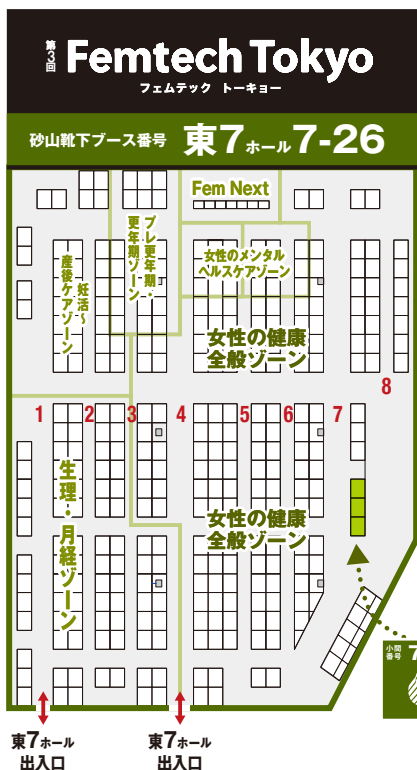 第3回
Femtech Tokyo
フェムテック トーキョー
砂山靴下ブース番号 東7ホール 7-26
Fem Next
プレ更年期・
更年期ゾーン
女性のメンタル
ヘルスケアゾーン
妊活～
産後ケアゾーン
女性の健康
全般ゾーン
8
1 2 3 4 5 6 7
生理・月経ゾーン
女性の健康
全般ゾーン
小間
番号 7
東7ホール
出入口
東7ホール
出入口